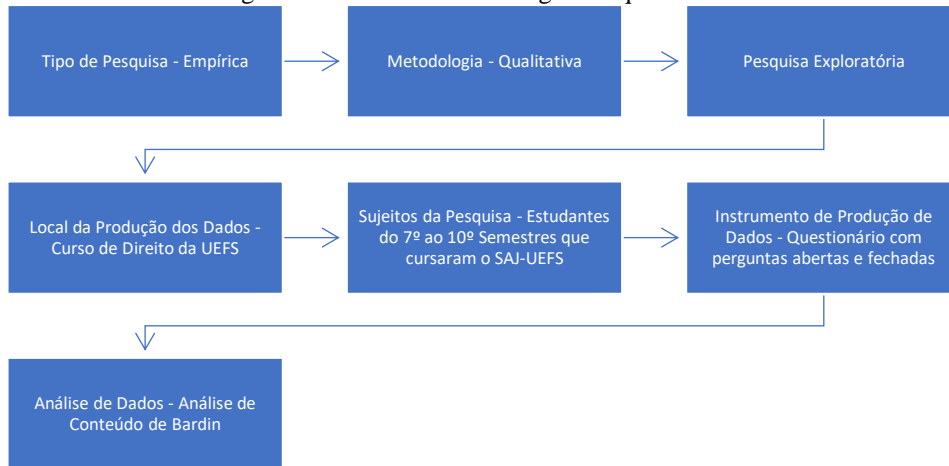 Tipo de Pesquisa - Empírica
Metodologia - Qualitativa
Pesquisa Exploratória
Local da Produção dos Dados -
Curso de Direito da UEFS
Sujeitos da Pesquisa - Estudantes
do 7º ao 10º Semestres que
cursaram o SAJ-UEFS
Instrumento de Produção de
Dados - Questionário com
perguntas abertas e fechadas
Análise de Dados - Análise de
Conteúdo de Bardin